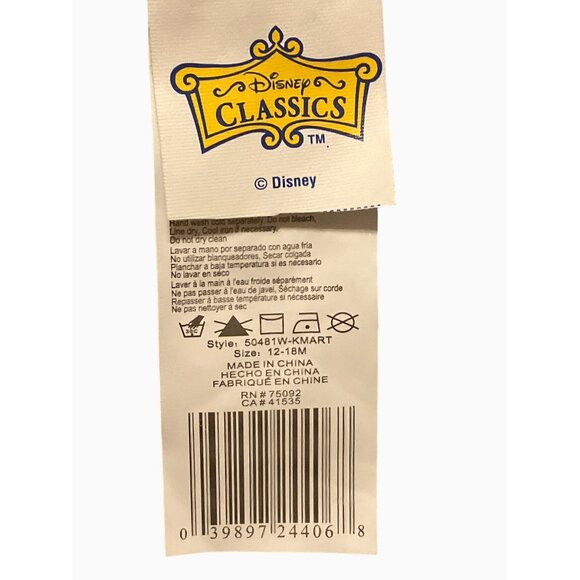 Disney
CLASSICS
TM
© Disney
Hand wash cold separately. Do not bleach,
Line dry, Cool iron if necessary.
Do not dry clean
Lavar a mano por separado con agua fría
No utilizar blanqueadores, Secar colgada
Planchar a baja temperatura si es necesario
No lavar en séco
Laver à la main à l'eau froide séparément
Ne pas passer à l'eau de javel, Séchage sur corde
Repasser à basse température si nécessaire
Ne pas nettoyer à sec
30C
Style: 50481W-KMART
Size: 12-18M
MADE IN CHINA
HECHO EN CHINA
FABRIQUÉ EN CHINE
RN# 75092
CA# 41535
0 39897 24406 8